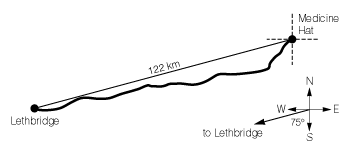 Medicine
Hat
122 km
Lethbridge
N
W
E
75°
S
to Lethbridge